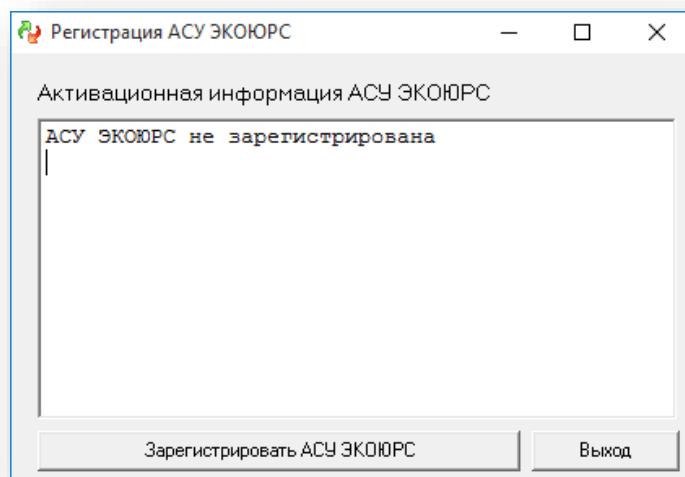 Регистрация АСУ ЭКОЮРС
Активационная информация АСУ ЭКОЮРС
АСУ ЭКОЮРС не зарегистрирована
Зарегистрировать АСУ ЭКОЮРС
Выход